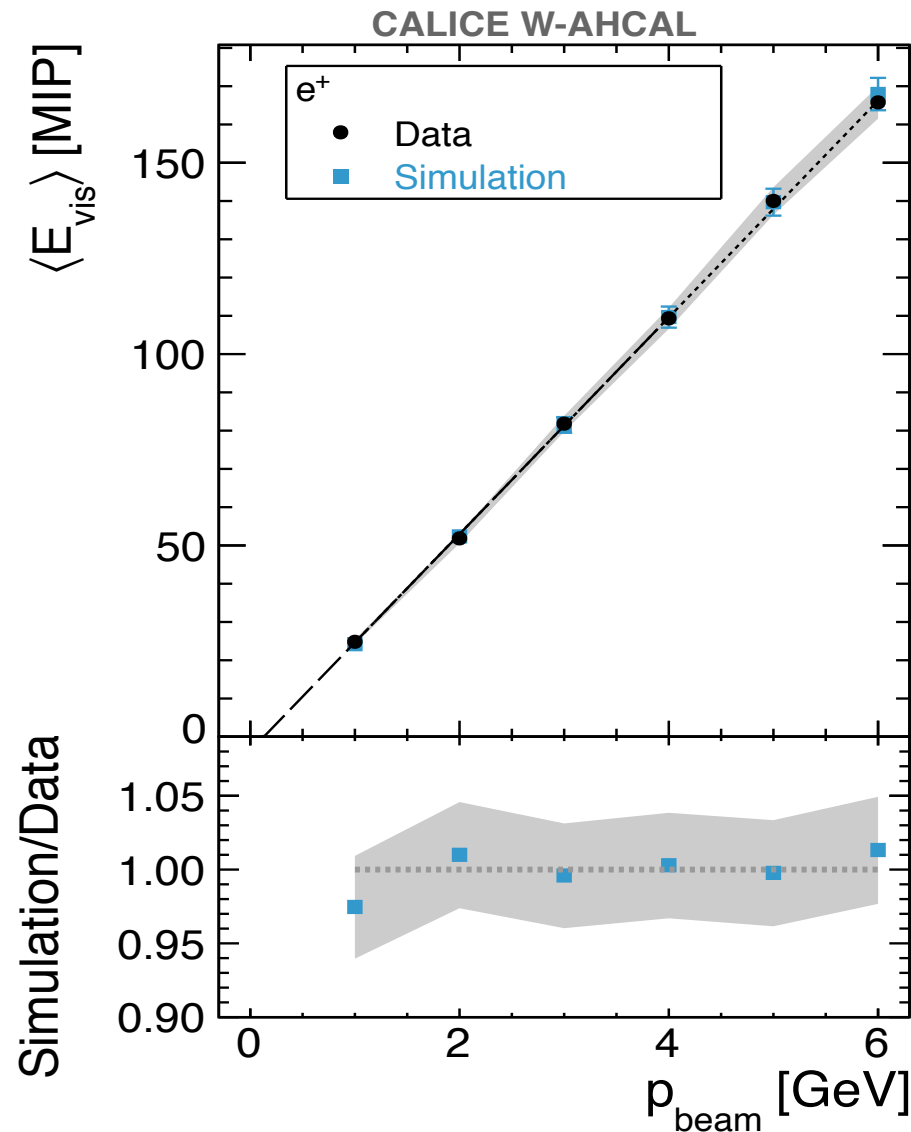 CALICE W-AHCAL
⟨E_vis⟩ [MIP]
e⁺
Data
Simulation
150
100
50
0
Simulation/Data
1.05
1.00
0.95
0.90
0 2 4 6
p_beam [GeV]